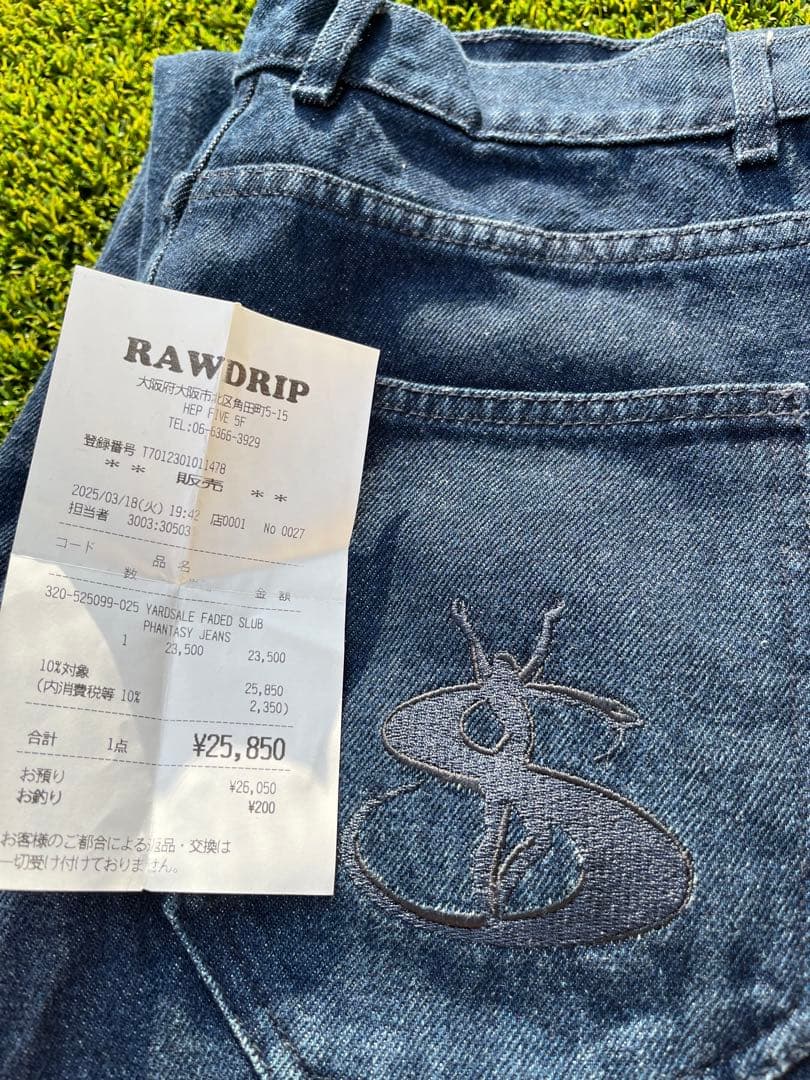 RAWDRIP
大阪府大阪市北区角田町5-15
HEP FIVE 5F
TEL:06-6366-3929
登録番号 T7012301011478
** 販売 **
2025/03/18(火) 19:42 店0001 No 0027
担当者 3003:30503
コード 品名
数 金額
320-525099-025 YARDSALE FADED SLUB
PHANTASY JEANS
1 23,500 23,500
10%対象 25,850
(内消費税等 10% 2,350)
合計 1点 ¥25,850
お預り ¥26,050
お釣り ¥200
お客様のご都合による返品・交換は
一切受け付けておりません。